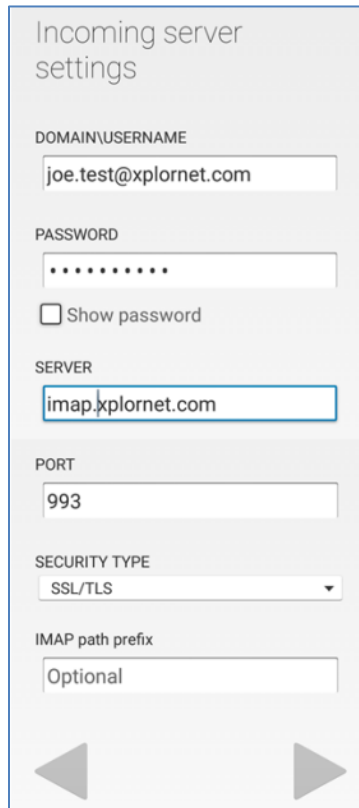 Incoming server
settings
DOMAIN\USERNAME
joe.test@xplornet.com
PASSWORD
••••••••••
Show password
SERVER
imap.xplornet.com
PORT
993
SECURITY TYPE
SSL/TLS
IMAP path prefix
Optional